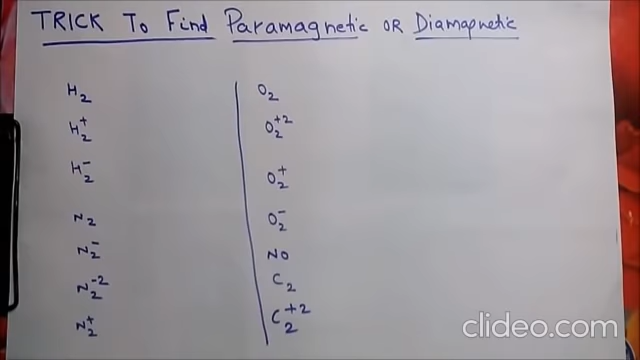 TRICK To Find Paramagnetic OR Diamagnetic
H₂
H₂⁺
H₂⁻
N₂
N₂⁻
N₂⁻²
N₂⁺
O₂
O₂⁺²
O₂⁺
O₂⁻
NO
C₂
C₂⁺²
clideo.com